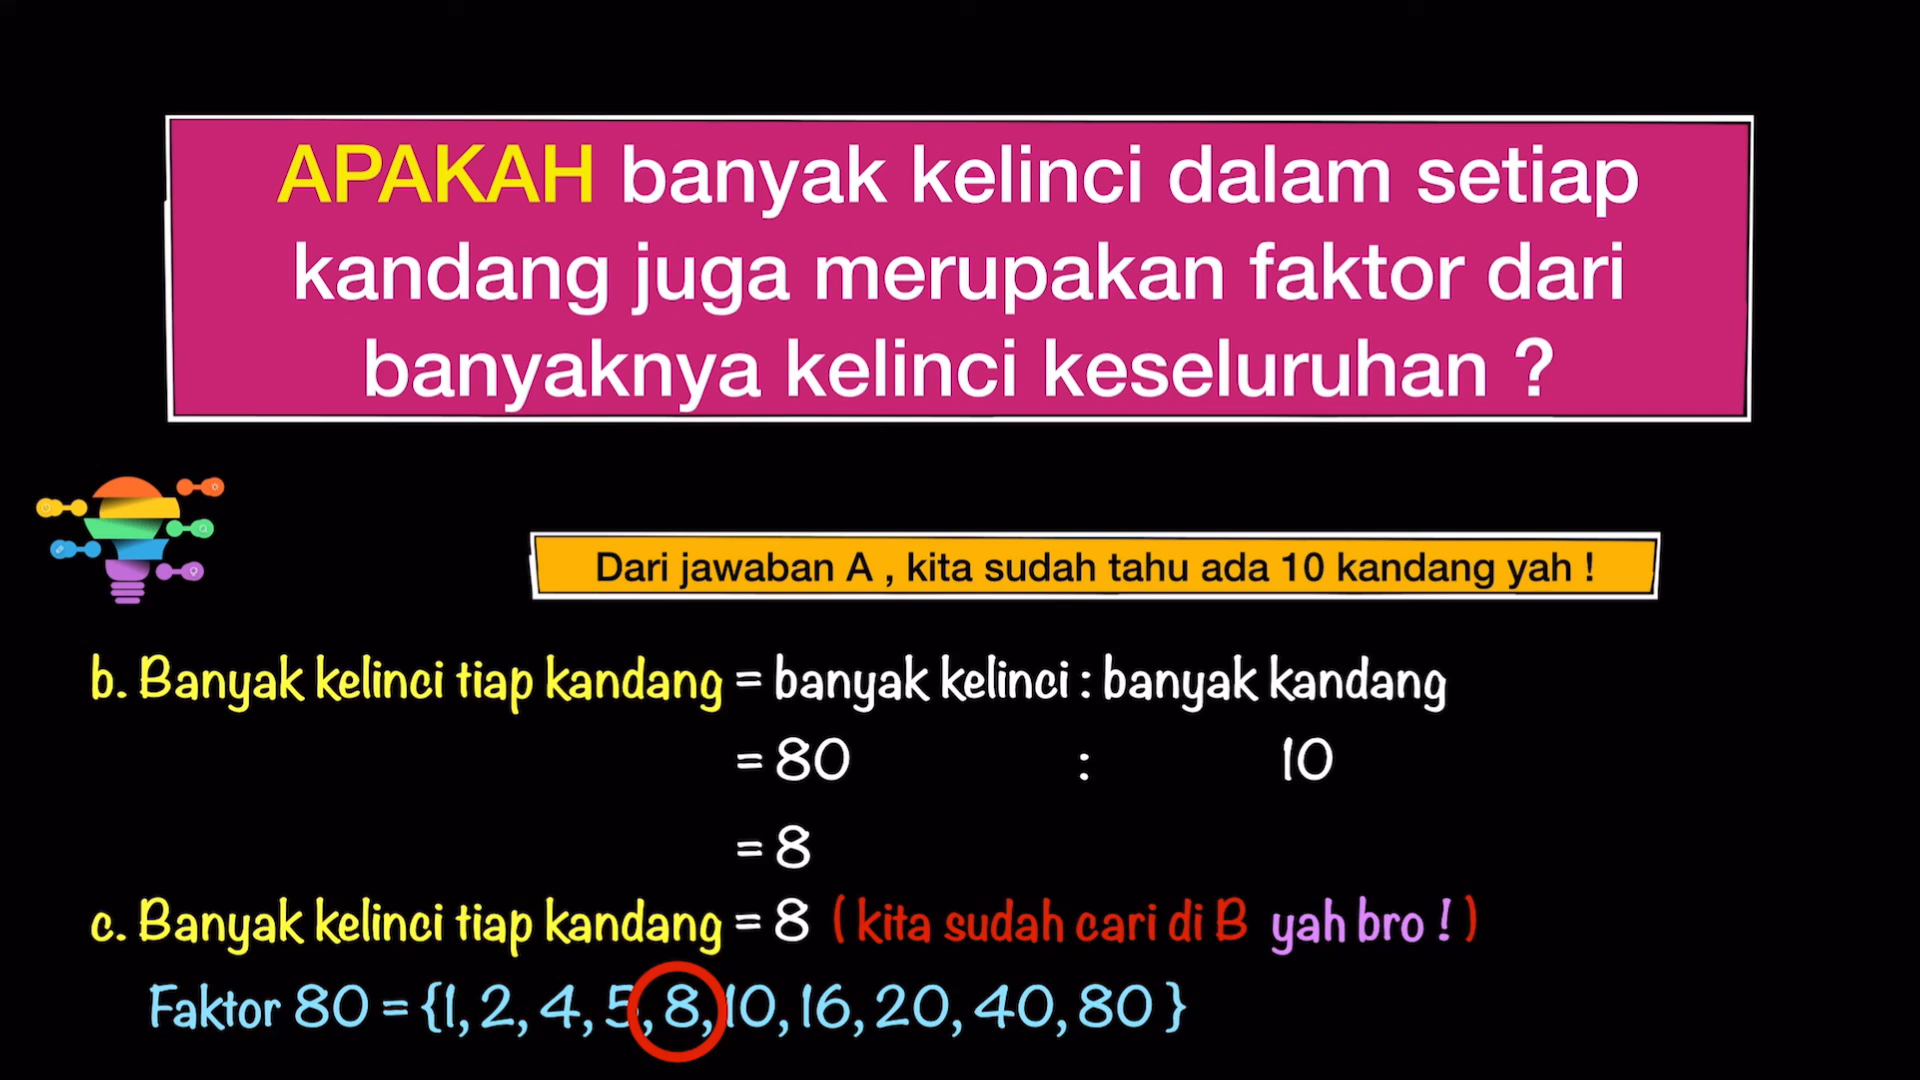 APAKAH banyak kelinci dalam setiap
kandang juga merupakan faktor dari
banyaknya kelinci keseluruhan ?
Dari jawaban A , kita sudah tahu ada 10 kandang yah !
b. Banyak kelinci tiap kandang = banyak kelinci : banyak kandang
= 80 : 10
= 8
c. Banyak kelinci tiap kandang = 8 ( kita sudah cari di B yah bro ! )
Faktor 80 = {1, 2, 4, 5, 8, 10, 16, 20, 40, 80 }